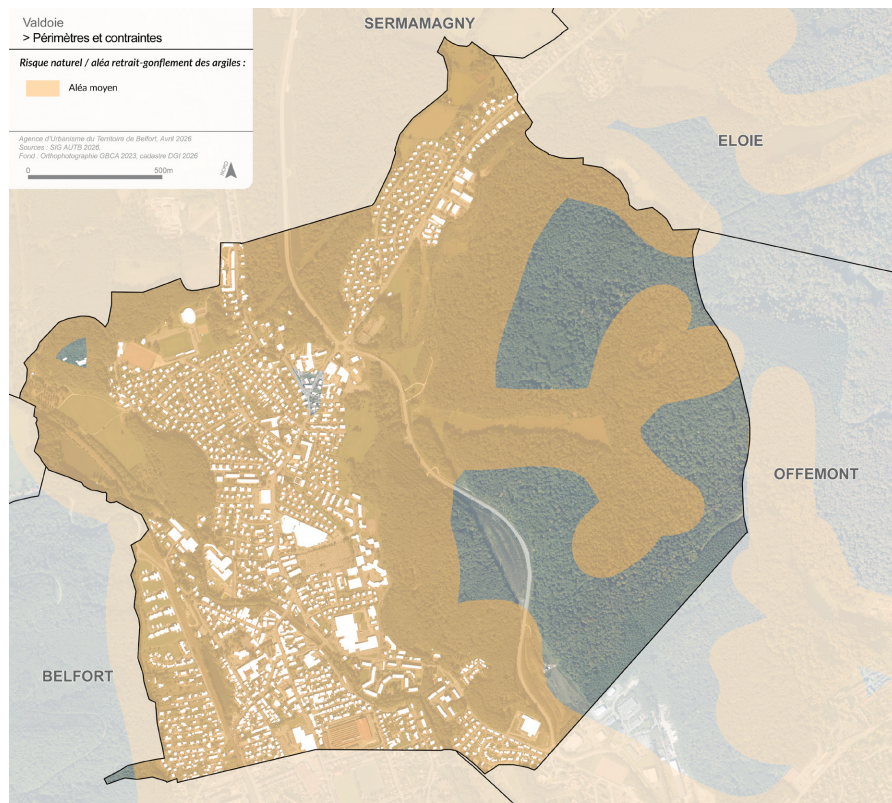 Valdoie
> Périmètres et contraintes
Risque naturel / aléa retrait-gonflement des argiles :
Aléa moyen
Agence d'Urbanisme du Territoire de Belfort, Avril 2026
Sources : SIG AUTB 2026.
Fond : Orthophotographie GBCA 2023, cadastre DGI 2026
0 500m
NORD
SERMAMAGNY
ELOIE
OFFEMONT
BELFORT